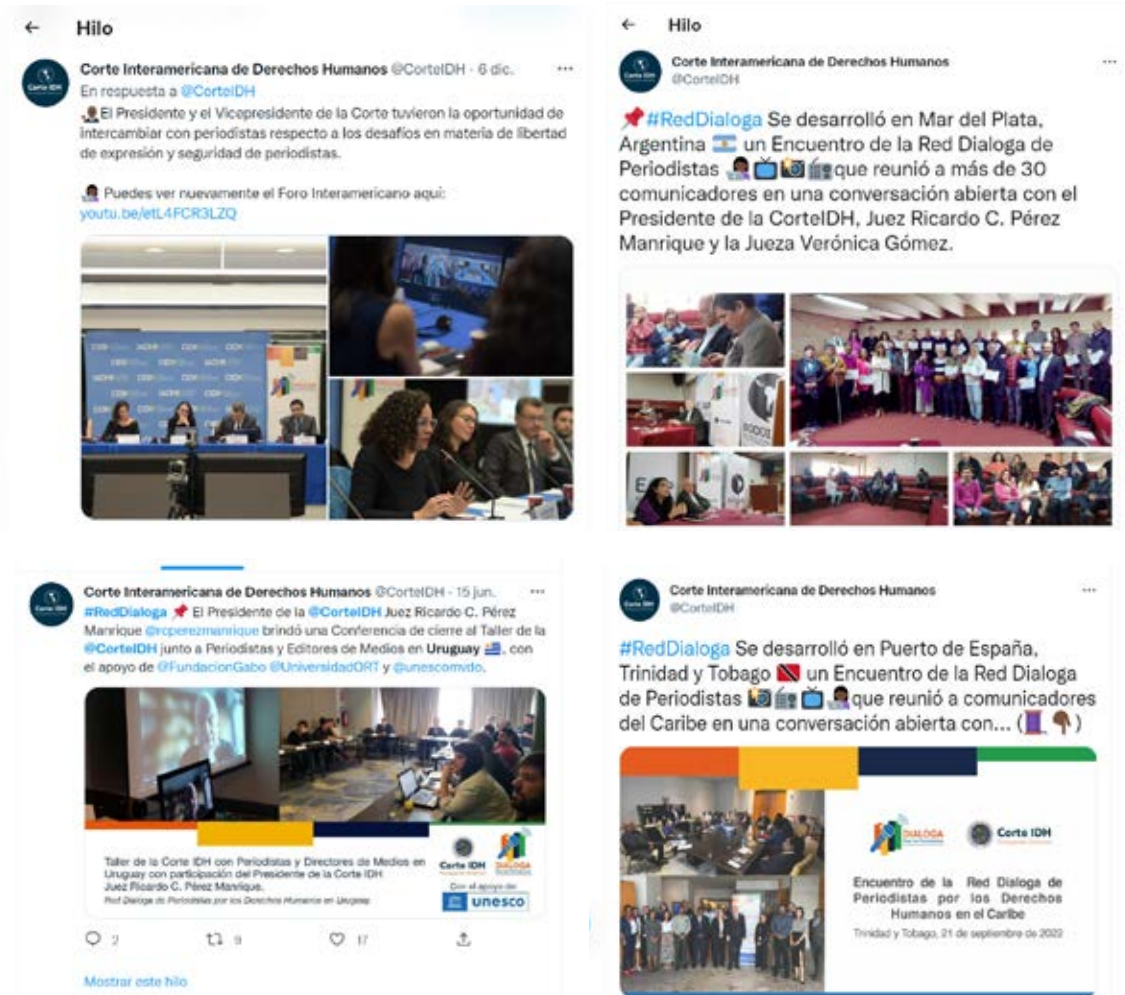 ← Hilo
Corte Interamericana de Derechos Humanos @CorteIDH · 6 dic. ···
En respuesta a @CorteIDH
El Presidente y el Vicepresidente de la Corte tuvieron la oportunidad de
intercambiar con periodistas respecto a los desafíos en materia de libertad
de expresión y seguridad de periodistas.
Puedes ver nuevamente el Foro Interamericano aquí:
youtu.be/etL4FCR3LZQ
← Hilo
Corte Interamericana de Derechos Humanos ···
@CorteIDH
#RedDialoga Se desarrolló en Mar del Plata,
Argentina un Encuentro de la Red Dialoga de
Periodistas que reunió a más de 30
comunicadores en una conversación abierta con el
Presidente de la CorteIDH, Juez Ricardo C. Pérez
Manrique y la Jueza Verónica Gómez.
Corte Interamericana de Derechos Humanos @CorteIDH · 15 jun. ···
#RedDialoga El Presidente de la @CorteIDH Juez Ricardo C. Pérez
Manrique @rcperezmanrique brindó una Conferencia de cierre al Taller de la
@CorteIDH junto a Periodistas y Editores de Medios en Uruguay, con
el apoyo de @FundacionGabo @UniversidadORT y @unescomvdo.
Taller de la Corte IDH con Periodistas y Directores de Medios en
Uruguay con participación del Presidente de la Corte IDH
Juez Ricardo C. Pérez Manrique.
Red Dialoga de Periodistas por los Derechos Humanos en Uruguay
Corte IDH
DIALOGA
Con el apoyo de:
unesco
2 9 17
Mostrar este hilo
Corte Interamericana de Derechos Humanos ···
@CorteIDH
#RedDialoga Se desarrolló en Puerto de España,
Trinidad y Tobago un Encuentro de la Red Dialoga
de Periodistas que reunió a comunicadores
del Caribe en una conversación abierta con... ( )
DIALOGA
Corte IDH
Encuentro de la Red Dialoga de
Periodistas por los Derechos
Humanos en el Caribe
Trinidad y Tobago, 21 de septiembre de 2022